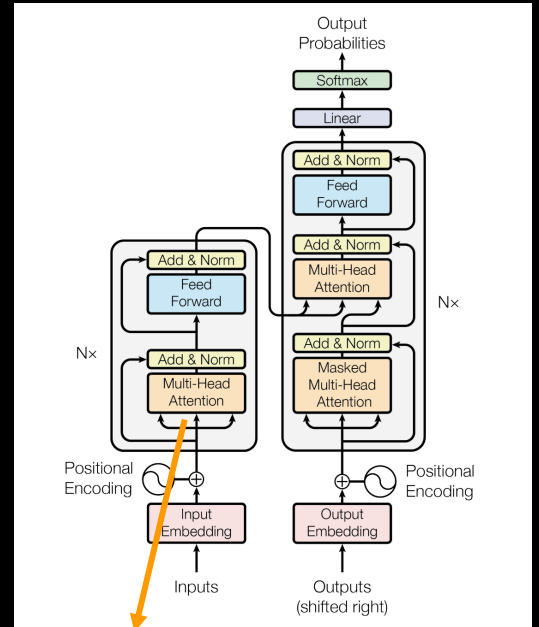 Output
Probabilities
Softmax
Linear
Add & Norm
Feed
Forward
Add & Norm
Multi-Head
Attention
Add & Norm
Masked
Multi-Head
Attention
N×
Add & Norm
Feed
Forward
Add & Norm
Multi-Head
Attention
N×
Positional
Encoding
Positional
Encoding
Input
Embedding
Output
Embedding
Inputs
Outputs
(shifted right)